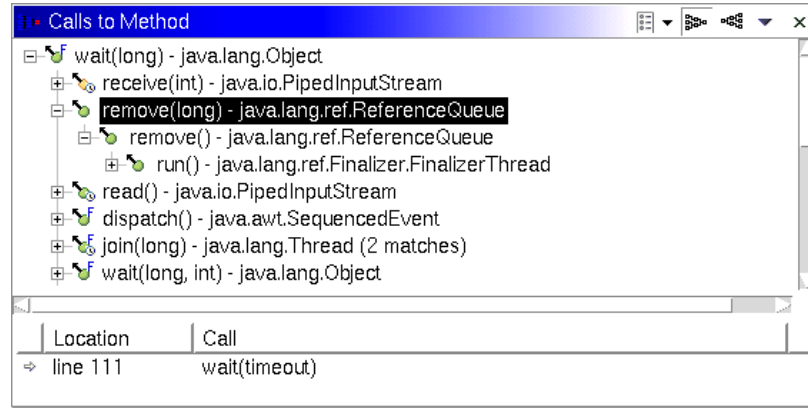 Calls to Method
wait(long) - java.lang.Object
receive(int) - java.io.PipedInputStream
remove(long) - java.lang.ref.ReferenceQueue
remove() - java.lang.ref.ReferenceQueue
run() - java.lang.ref.Finalizer.FinalizerThread
read() - java.io.PipedInputStream
dispatch() - java.awt.SequencedEvent
join(long) - java.lang.Thread (2 matches)
wait(long, int) - java.lang.Object
Location Call
line 111 wait(timeout)